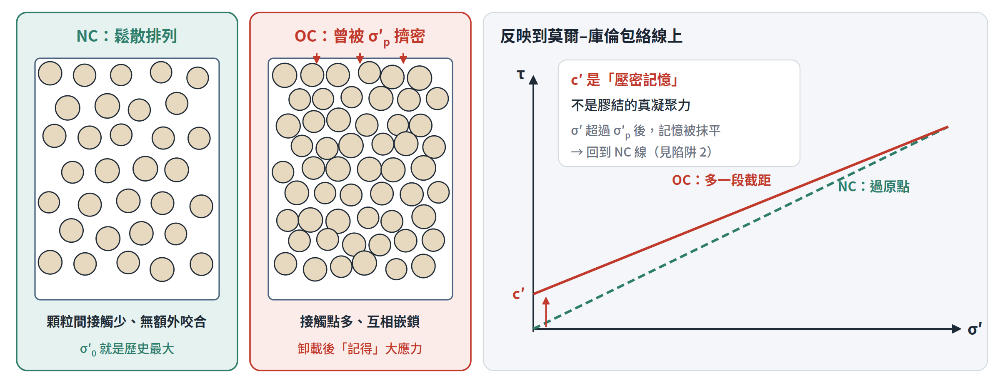 NC：鬆散排列
顆粒間接觸少、無額外咬合
σ′₀ 就是歷史最大
OC：曾被 σ′p 擠密
接觸點多、互相嵌鎖
卸載後「記得」大應力
反映到莫爾–庫倫包絡線上
τ
c′ 是「壓密記憶」
不是膠結的真凝聚力
σ′ 超過 σ′p 後，記憶被抹平
→ 回到 NC 線（見陷阱 2）
OC：多一段截距
NC：過原點
c′
σ′